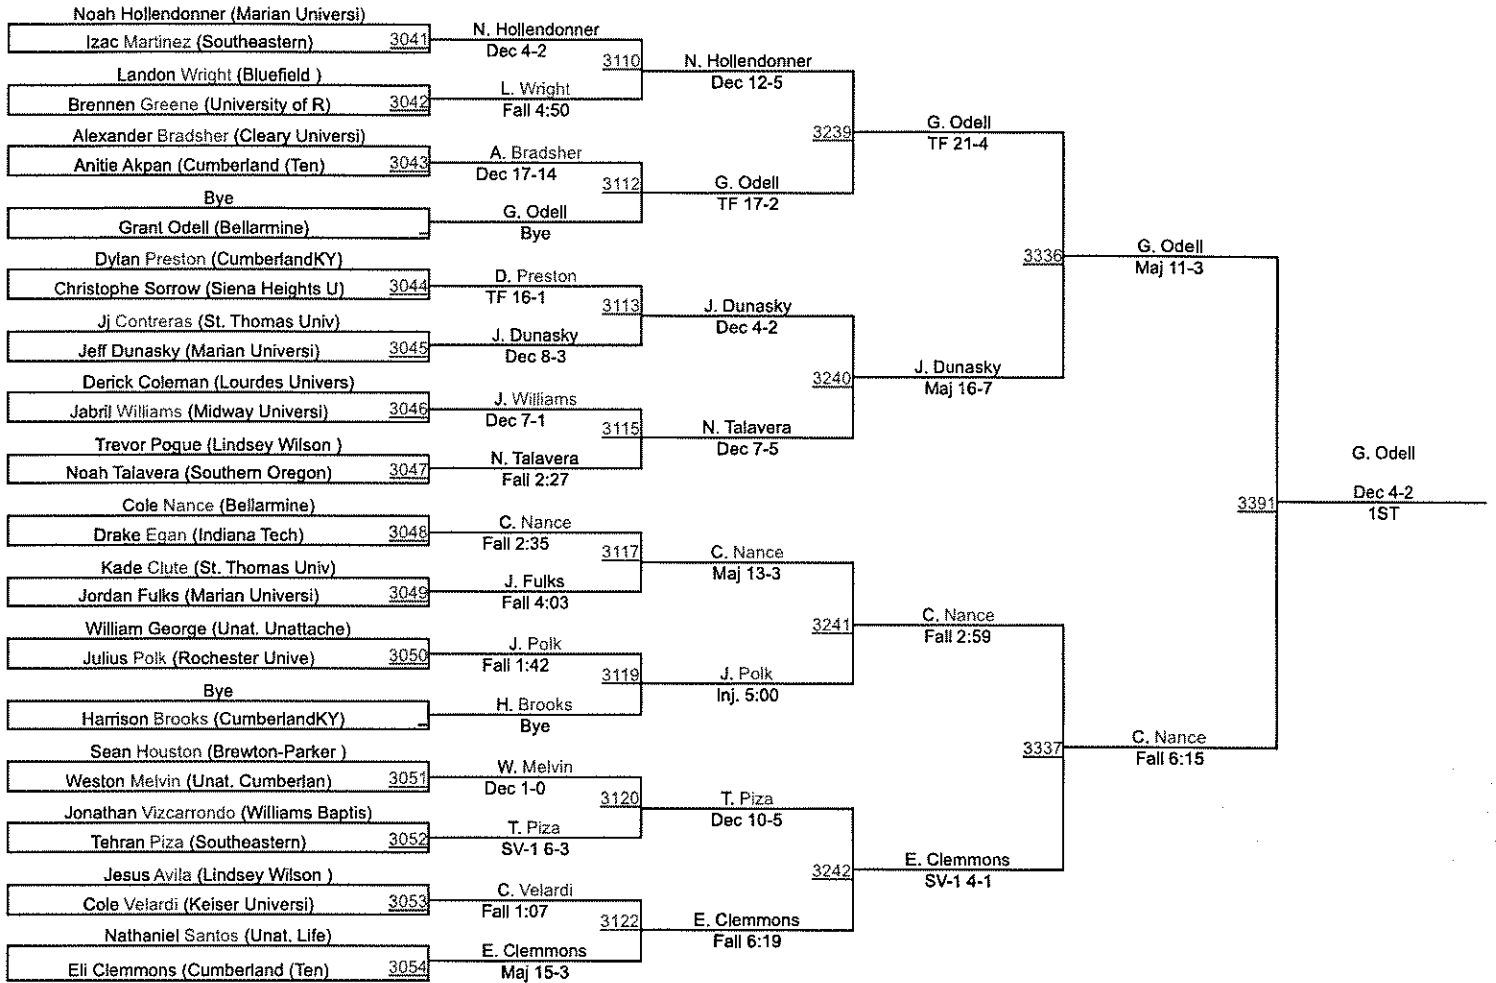 Noah Hollendonner (Marian Universi)
Izac Martinez (Southeastern) 3041
Landon Wright (Bluefield )
Brennen Greene (University of R) 3042
Alexander Bradsher (Cleary Universi)
Anitie Akpan (Cumberland (Ten) 3043
Bye
Grant Odell (Bellarmine)
Dylan Preston (CumberlandKY)
Christophe Sorrow (Siena Heights U) 3044
Jj Contreras (St. Thomas Univ)
Jeff Dunasky (Marian Universi) 3045
Derick Coleman (Lourdes Univers)
Jabril Williams (Midway Universi) 3046
Trevor Pogue (Lindsey Wilson )
Noah Talavera (Southern Oregon) 3047
Cole Nance (Bellarmine)
Drake Egan (Indiana Tech) 3048
Kade Clute (St. Thomas Univ)
Jordan Fulks (Marian Universi) 3049
William George (Unat. Unattache)
Julius Polk (Rochester Unive) 3050
Bye
Harrison Brooks (CumberlandKY)
Sean Houston (Brewton-Parker )
Weston Melvin (Unat. Cumberlan) 3051
Jonathan Vizcarrondo (Williams Baptis)
Tehran Piza (Southeastern) 3052
Jesus Avila (Lindsey Wilson )
Cole Velardi (Keiser Universi) 3053
Nathaniel Santos (Unat. Life)
Eli Clemmons (Cumberland (Ten) 3054
N. Hollendonner
Dec 4-2
3110
L. Wright
Fall 4:50
A. Bradsher
Dec 17-14
3112
G. Odell
Bye
D. Preston
TF 16-1
3113
J. Dunasky
Dec 8-3
J. Williams
Dec 7-1
3115
N. Talavera
Fall 2:27
C. Nance
Fall 2:35
3117
J. Fulks
Fall 4:03
J. Polk
Fall 1:42
3119
H. Brooks
Bye
W. Melvin
Dec 1-0
3120
T. Piza
SV-1 6-3
C. Velardi
Fall 1:07
3122
E. Clemmons
Maj 15-3
N. Hollendonner
Dec 12-5
3239
G. Odell
TF 17-2
J. Dunasky
Dec 4-2
3240
N. Talavera
Dec 7-5
C. Nance
Maj 13-3
3241
J. Polk
Inj. 5:00
T. Piza
Dec 10-5
3242
E. Clemmons
Fall 6:19
G. Odell
TF 21-4
3336
J. Dunasky
Maj 16-7
C. Nance
Fall 2:59
3337
E. Clemmons
SV-1 4-1
G. Odell
Maj 11-3
3391
C. Nance
Fall 6:15
G. Odell
Dec 4-2
1ST